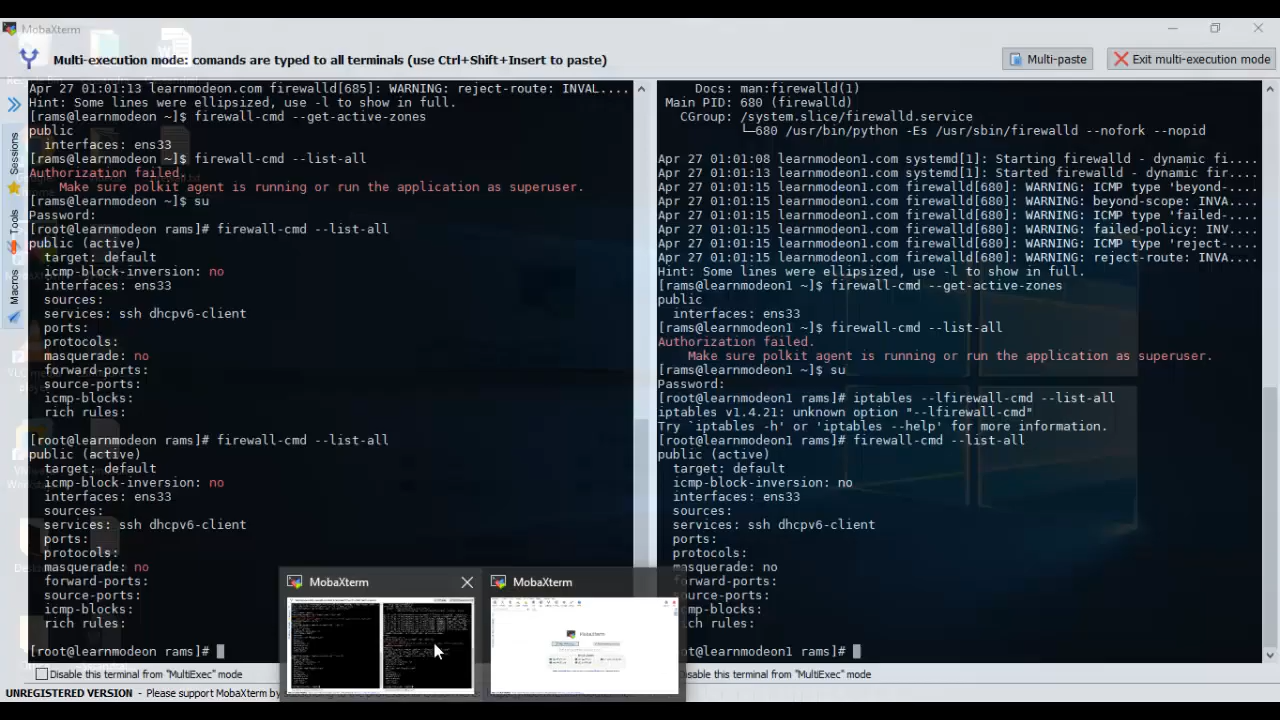 MobaXterm
Multi-execution mode: comands are typed to all terminals (use Ctrl+Shift+Insert to paste)
Multi-paste
Exit multi-execution mode
Sessions
Tools
Macros
Apr 27 01:01:13 learnmodeon.com firewalld[685]: WARNING: reject-route: INVAL....
Hint: Some lines were ellipsized, use -l to show in full.
[rams@learnmodeon ~]$ firewall-cmd --get-active-zones
public
interfaces: ens33
[rams@learnmodeon ~]$ firewall-cmd --list-all
Authorization failed.
Make sure polkit agent is running or run the application as superuser.
[rams@learnmodeon ~]$ su
Password:
[root@learnmodeon rams]# firewall-cmd --list-all
public (active)
target: default
icmp-block-inversion: no
interfaces: ens33
sources:
services: ssh dhcpv6-client
ports:
protocols:
masquerade: no
forward-ports:
source-ports:
icmp-blocks:
rich rules:
[root@learnmodeon rams]# firewall-cmd --list-all
public (active)
target: default
icmp-block-inversion: no
interfaces: ens33
sources:
services: ssh dhcpv6-client
ports:
protocols:
masquerade: no
forward-ports:
source-ports:
icmp-blocks:
rich rules:
[root@learnmodeon rams]#
Docs: man:firewalld(1)
Main PID: 680 (firewalld)
CGroup: /system.slice/firewalld.service
└─680 /usr/bin/python -Es /usr/sbin/firewalld --nofork --nopid
Apr 27 01:01:08 learnmodeon1.com systemd[1]: Starting firewalld - dynamic fi....
Apr 27 01:01:13 learnmodeon1.com systemd[1]: Started firewalld - dynamic fir....
Apr 27 01:01:15 learnmodeon1.com firewalld[680]: WARNING: ICMP type 'beyond-....
Apr 27 01:01:15 learnmodeon1.com firewalld[680]: WARNING: beyond-scope: INVA....
Apr 27 01:01:15 learnmodeon1.com firewalld[680]: WARNING: ICMP type 'failed-....
Apr 27 01:01:15 learnmodeon1.com firewalld[680]: WARNING: failed-policy: INV....
Apr 27 01:01:15 learnmodeon1.com firewalld[680]: WARNING: ICMP type 'reject-....
Apr 27 01:01:15 learnmodeon1.com firewalld[680]: WARNING: reject-route: INVA....
Hint: Some lines were ellipsized, use -l to show in full.
[rams@learnmodeon1 ~]$ firewall-cmd --get-active-zones
public
interfaces: ens33
[rams@learnmodeon1 ~]$ firewall-cmd --list-all
Authorization failed.
Make sure polkit agent is running or run the application as superuser.
[rams@learnmodeon1 ~]$ su
Password:
[root@learnmodeon1 rams]# iptables --lfirewall-cmd --list-all
iptables v1.4.21: unknown option "--lfirewall-cmd"
Try `iptables -h' or 'iptables --help' for more information.
[root@learnmodeon1 rams]# firewall-cmd --list-all
public (active)
target: default
icmp-block-inversion: no
interfaces: ens33
sources:
services: ssh dhcpv6-client
ports:
protocols:
masquerade: no
forward-ports:
source-ports:
icmp-blocks:
rich rules:
[root@learnmodeon1 rams]#
MobaXterm
MobaXterm
Disable this terminal from "MultiExec" mode
Disable this terminal from "MultiExec" mode
UNREGISTERED VERSION - Please support MobaXterm by